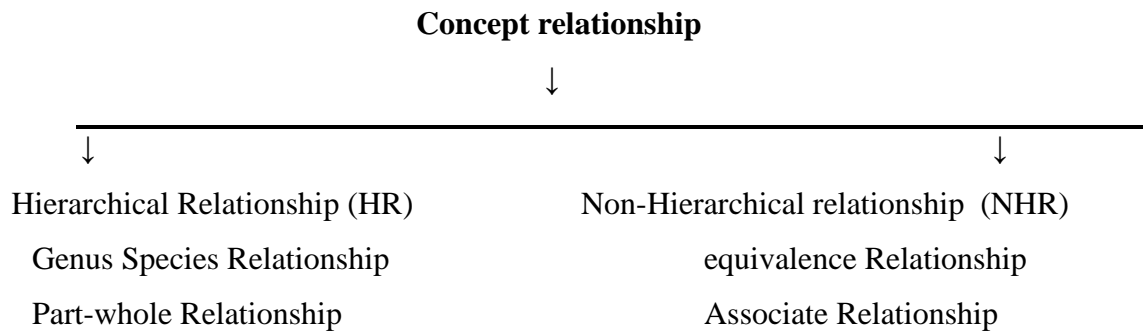 Concept relationship
↓
↓ ↓
Hierarchical Relationship (HR) Non-Hierarchical relationship (NHR)
Genus Species Relationship equivalence Relationship
Part-whole Relationship Associate Relationship